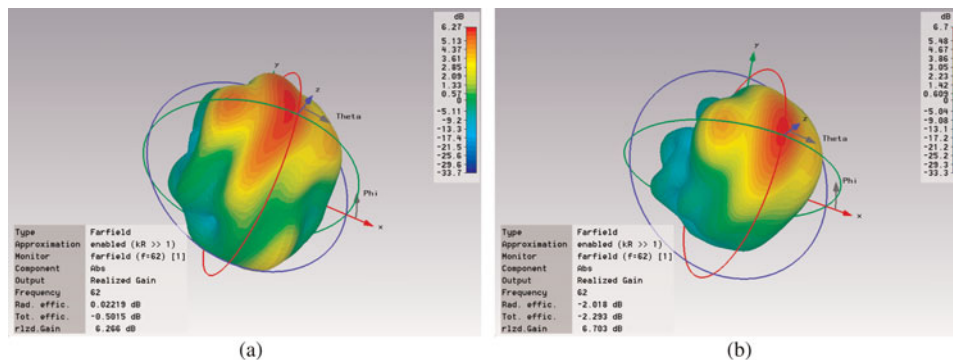 dB
6.27
5.13
4.37
3.61
2.85
2.09
1.33
0.57
0
-5.11
-9.2
-13.3
-17.4
-21.5
-25.6
-29.6
-33.7
y
z
Theta
Phi
x
Type Farfield
Approximation enabled (kR >> 1)
Monitor farfield (f=62) [1]
Component Abs
Output Realized Gain
Frequency 62
Rad. effic. 0.02219 dB
Tot. effic. -0.5015 dB
rlzd.Gain 6.266 dB
(a)
dB
6.7
5.48
4.67
3.86
3.05
2.23
1.42
0.609
0
-5.04
-9.08
-13.1
-17.2
-21.2
-25.2
-29.3
-33.3
y
z
Theta
Phi
x
Type Farfield
Approximation enabled (kR >> 1)
Monitor farfield (f=62) [1]
Component Abs
Output Realized Gain
Frequency 62
Rad. effic. -2.018 dB
Tot. effic. -2.293 dB
rlzd.Gain 6.703 dB
(b)